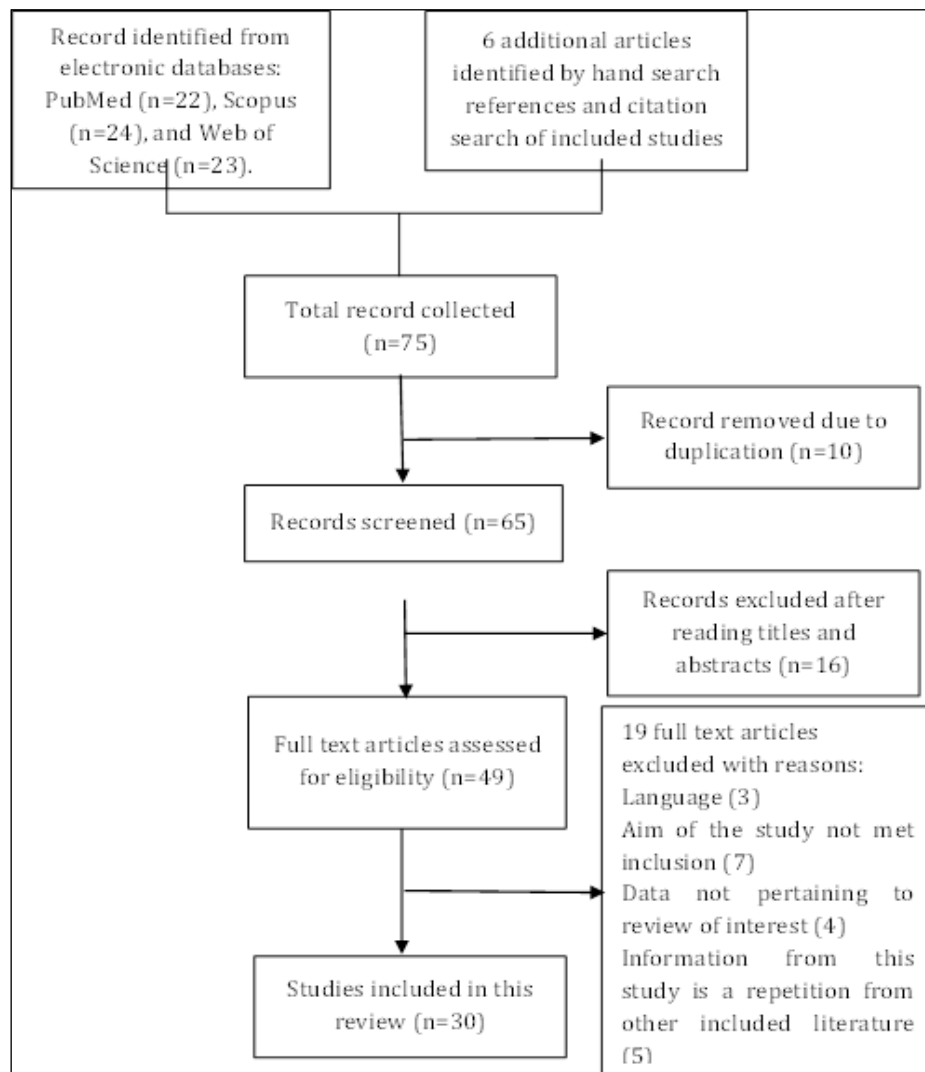 Record identified from
electronic databases:
PubMed (n=22), Scopus
(n=24), and Web of
Science (n=23).
6 additional articles
identified by hand search
references and citation
search of included studies
Total record collected
(n=75)
Record removed due to
duplication (n=10)
Records screened (n=65)
Records excluded after
reading titles and
abstracts (n=16)
Full text articles assessed
for eligibility (n=49)
19 full text articles
excluded with reasons:
Language (3)
Aim of the study not met
inclusion (7)
Data not pertaining to
review of interest (4)
Information from this
study is a repetition from
other included literature
(5)
Studies included in this
review (n=30)